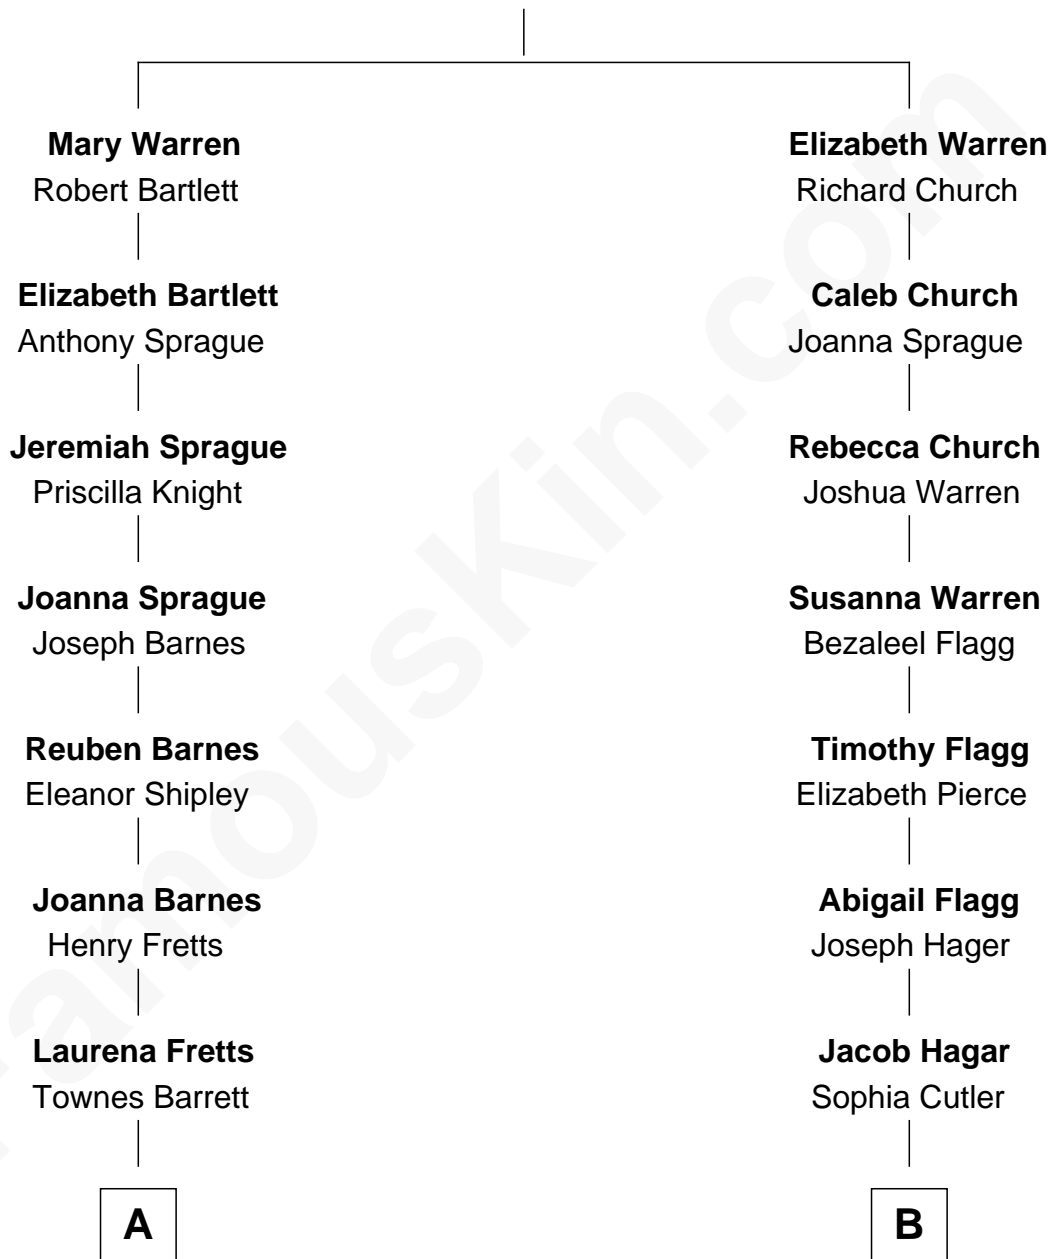 Mary Warren
Robert Bartlett
Elizabeth Warren
Richard Church
Elizabeth Bartlett
Anthony Sprague
Caleb Church
Joanna Sprague
Jeremiah Sprague
Priscilla Knight
Rebecca Church
Joshua Warren
Joanna Sprague
Joseph Barnes
Susanna Warren
Bezaleel Flagg
Reuben Barnes
Eleanor Shipley
Timothy Flagg
Elizabeth Pierce
Joanna Barnes
Henry Fretts
Abigail Flagg
Joseph Hager
Laurena Fretts
Townes Barrett
Jacob Hagar
Sophia Cutler
A
B
FamousKin.com